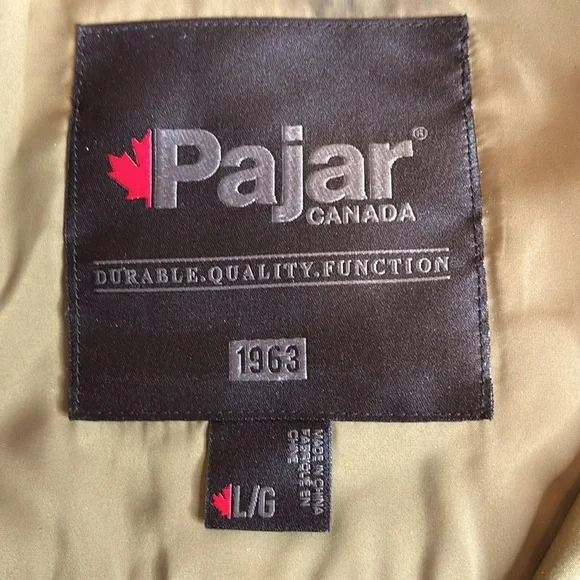 Pajar®
CANADA
DURABLE.QUALITY.FUNCTION
1963
L/G
MADE IN CHINA
FABRIQUÉ EN
CHINE